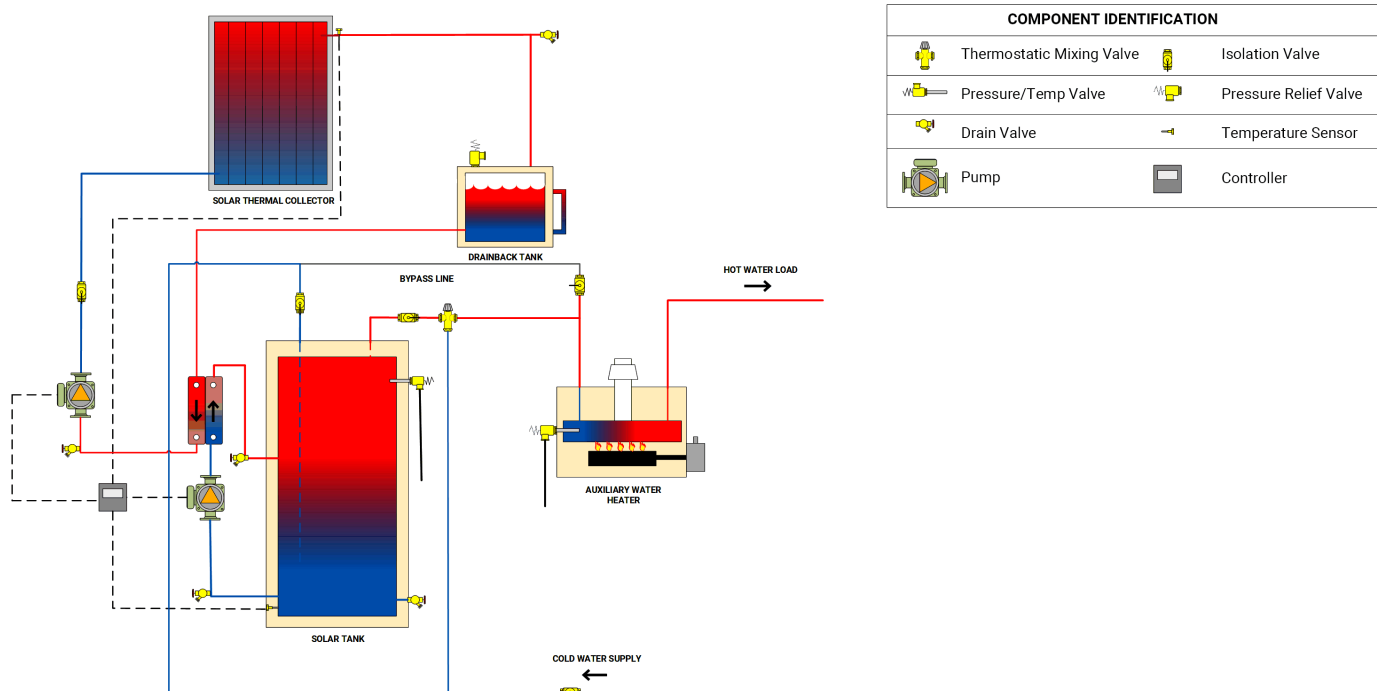 COMPONENT IDENTIFICATION
Thermostatic Mixing Valve
Isolation Valve
Pressure/Temp Valve
Pressure Relief Valve
Drain Valve
Temperature Sensor
Pump
Controller
SOLAR THERMAL COLLECTOR
DRAINBACK TANK
BYPASS LINE
HOT WATER LOAD
AUXILIARY WATER
HEATER
SOLAR TANK
COLD WATER SUPPLY